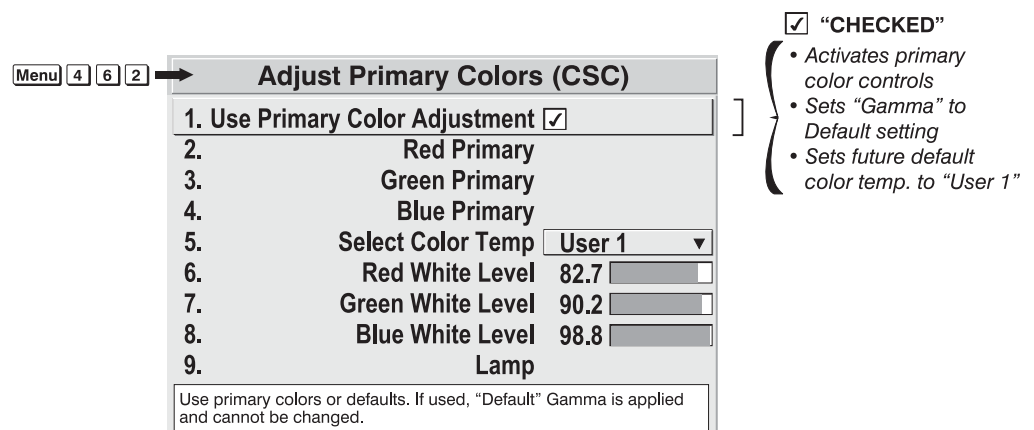 Menu 4 6 2
Adjust Primary Colors (CSC)
1. Use Primary Color Adjustment ✓
2. Red Primary
3. Green Primary
4. Blue Primary
5. Select Color Temp User 1 ▼
6. Red White Level 82.7
7. Green White Level 90.2
8. Blue White Level 98.8
9. Lamp
Use primary colors or defaults. If used, “Default” Gamma is applied
and cannot be changed.
✓ “CHECKED”
• Activates primary
color controls
• Sets “Gamma” to
Default setting
• Sets future default
color temp. to “User 1”